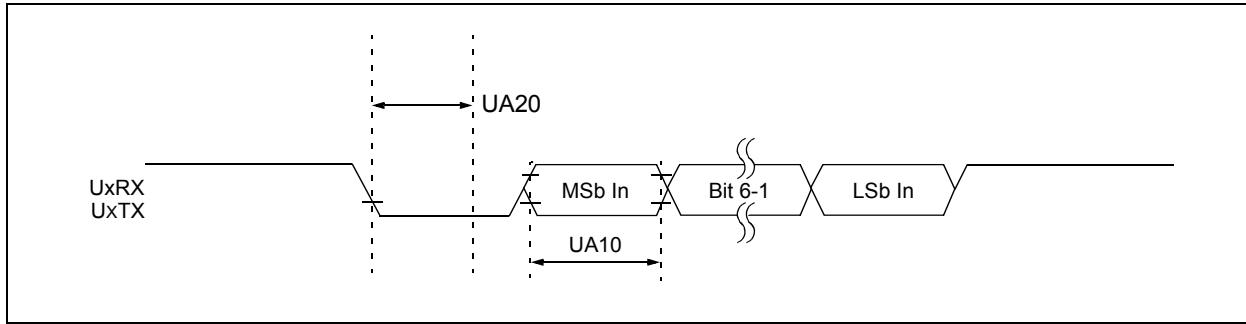 UA20
UxRX
UxTX
MSb In
Bit 6-1
LSb In
UA10